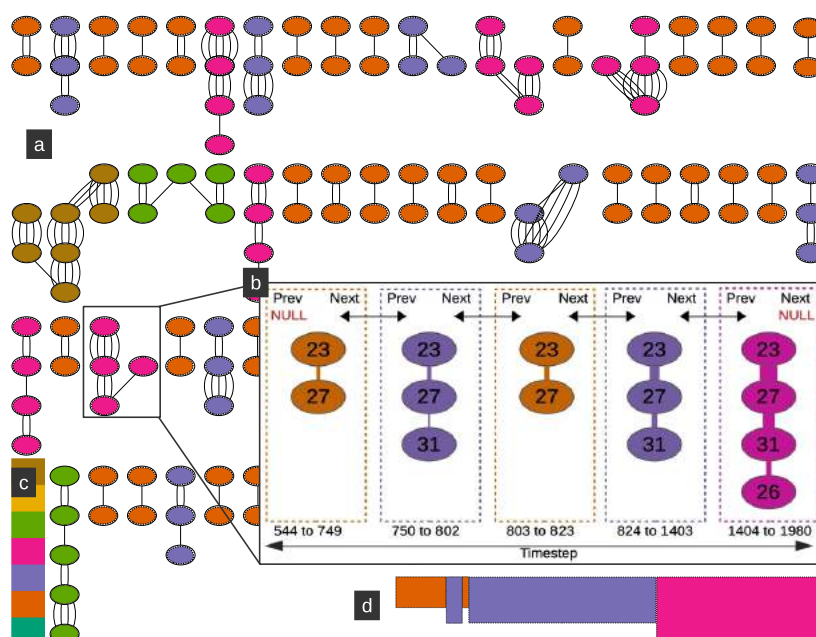 a
b
Prev Next Prev Next Prev Next Prev Next Prev Next
NULL NULL
23 23 23 23 23
27 27 27 27 27
31 31 31
26
544 to 749 750 to 802 803 to 823 824 to 1403 1404 to 1980
Timestep
c
d